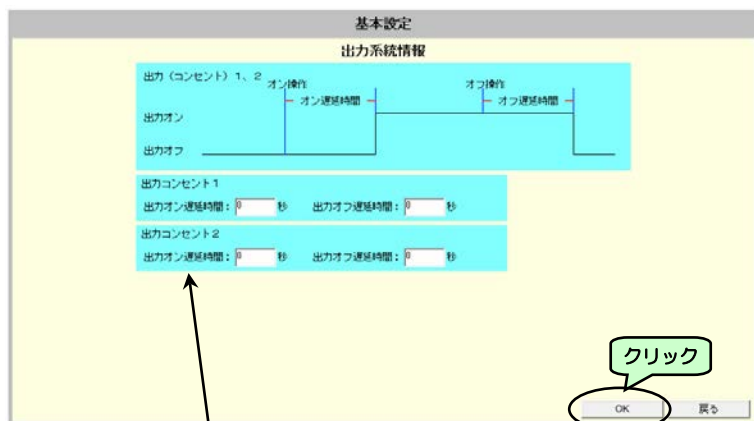 基本設定
出力系統情報
出力（コンセント）１、２
オン操作 オフ操作
オン遅延時間 オフ遅延時間
出力オン
出力オフ
出力コンセント１
出力オン遅延時間： 0 秒 出力オフ遅延時間： 0 秒
出力コンセント２
出力オン遅延時間： 0 秒 出力オフ遅延時間： 0 秒
クリック
OK 戻る